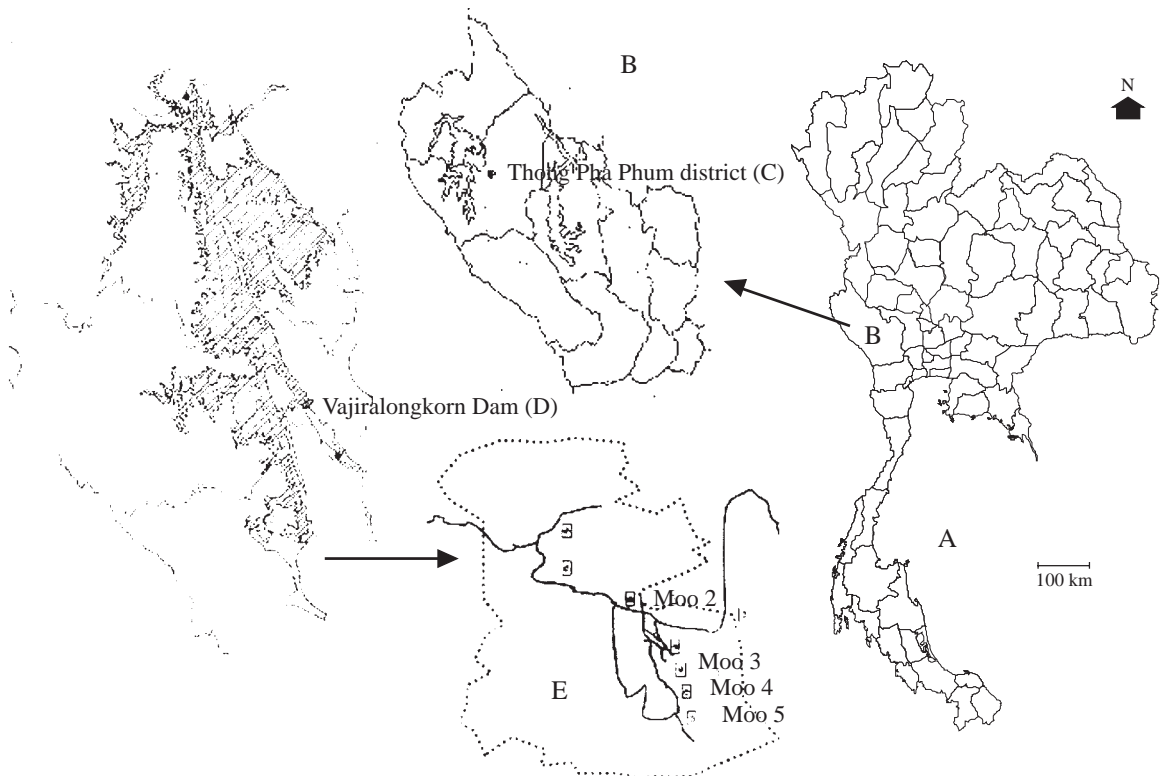 B
N
Thong Pha Phum district (C)
B
Vajiralongkorn Dam (D)
A
100 km
Moo 2
Moo 3
E
Moo 4
Moo 5